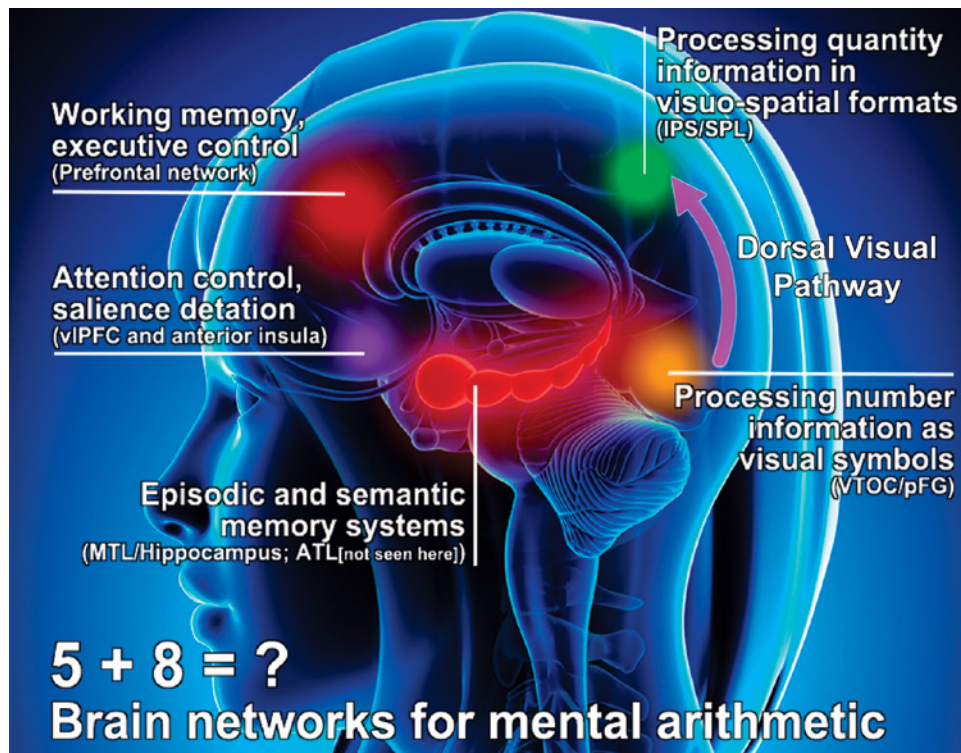 Processing quantity
information in
visuo-spatial formats
(IPS/SPL)
Working memory,
executive control
(Prefrontal network)
Dorsal Visual
Pathway
Attention control,
salience detation
(vlPFC and anterior insula)
Processing number
information as
visual symbols
(VTOC/pFG)
Episodic and semantic
memory systems
(MTL/Hippocampus; ATL[not seen here])
5 + 8 = ?
Brain networks for mental arithmetic